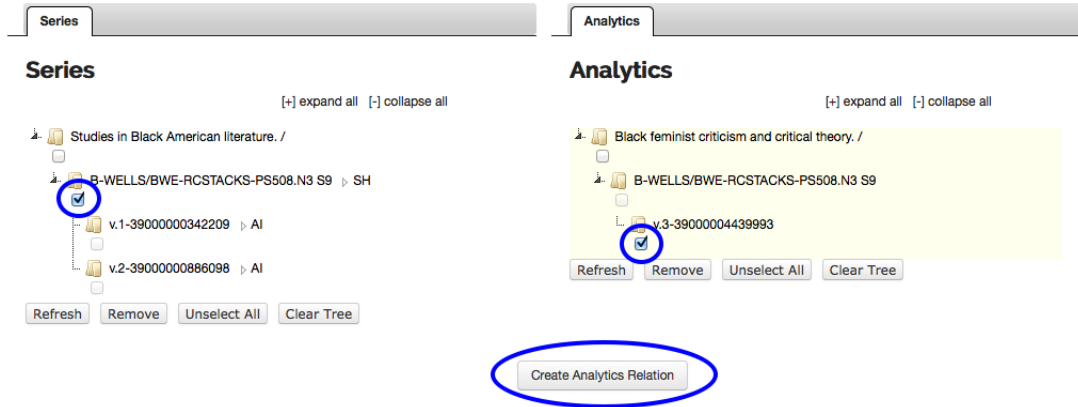 Series
Series
[+] expand all [-] collapse all
Studies in Black American literature. /
B-WELLS/BWE-RCSTACKS-PS508.N3 S9 ▷ SH
v.1-39000000342209 ▷ AI
v.2-39000000886098 ▷ AI
Refresh Remove Unselect All Clear Tree
Analytics
Analytics
[+] expand all [-] collapse all
Black feminist criticism and critical theory. /
B-WELLS/BWE-RCSTACKS-PS508.N3 S9
v.3-39000004439993
Refresh Remove Unselect All Clear Tree
Create Analytics Relation